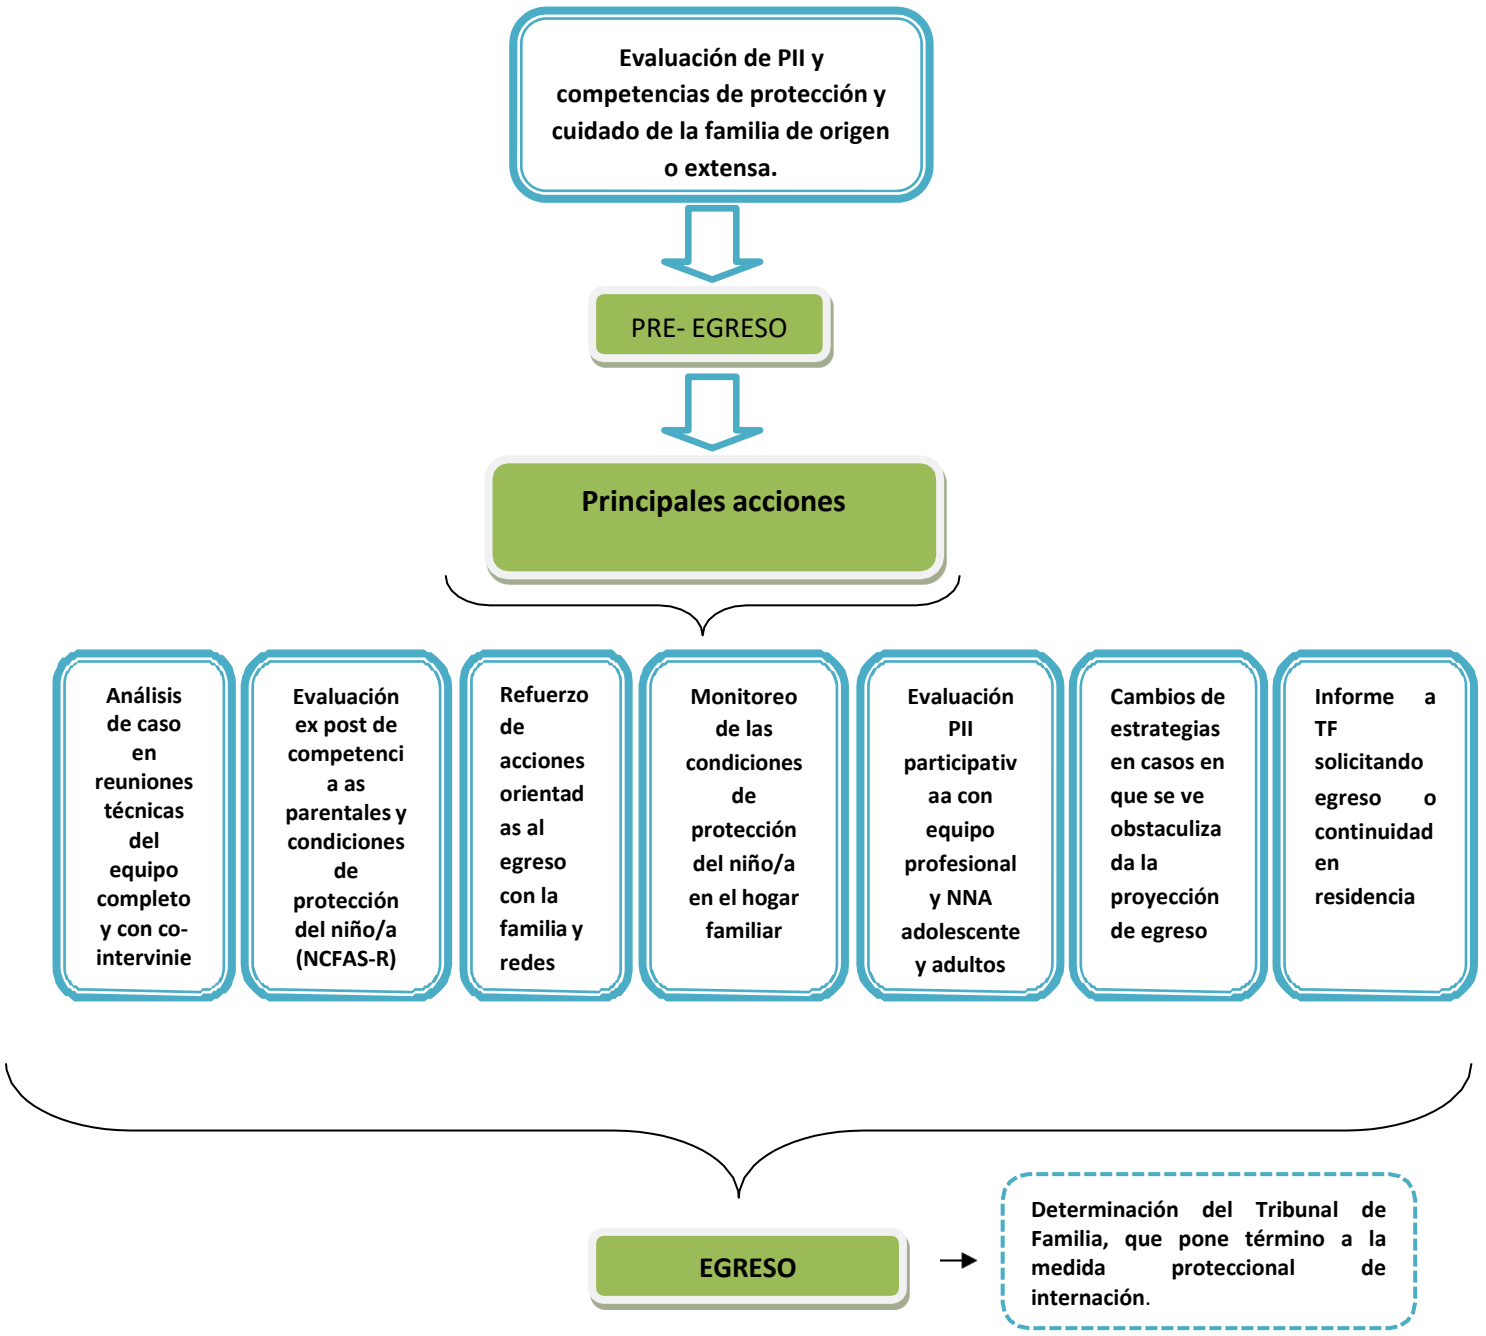 Evaluación de PII y
competencias de protección y
cuidado de la familia de origen
o extensa.
PRE- EGRESO
Principales acciones
Análisis
de caso
en
reuniones
técnicas
del
equipo
completo
y con co-
intervinie
Evaluación
ex post de
competenci
a as
parentales y
condiciones
de
protección
del niño/a
(NCFAS-R)
Refuerzo
de
acciones
orientad
as al
egreso
con la
familia y
redes
Monitoreo
de las
condiciones
de
protección
del niño/a
en el hogar
familiar
Evaluación
PII
participativ
aa con
equipo
profesional
y NNA
adolescente
y adultos
Cambios de
estrategias
en casos en
que se ve
obstaculiza
da la
proyección
de egreso
Informe a
TF
solicitando
egreso o
continuidad
en
residencia
EGRESO
Determinación del Tribunal de
Familia, que pone término a la
medida proteccional de
internación.